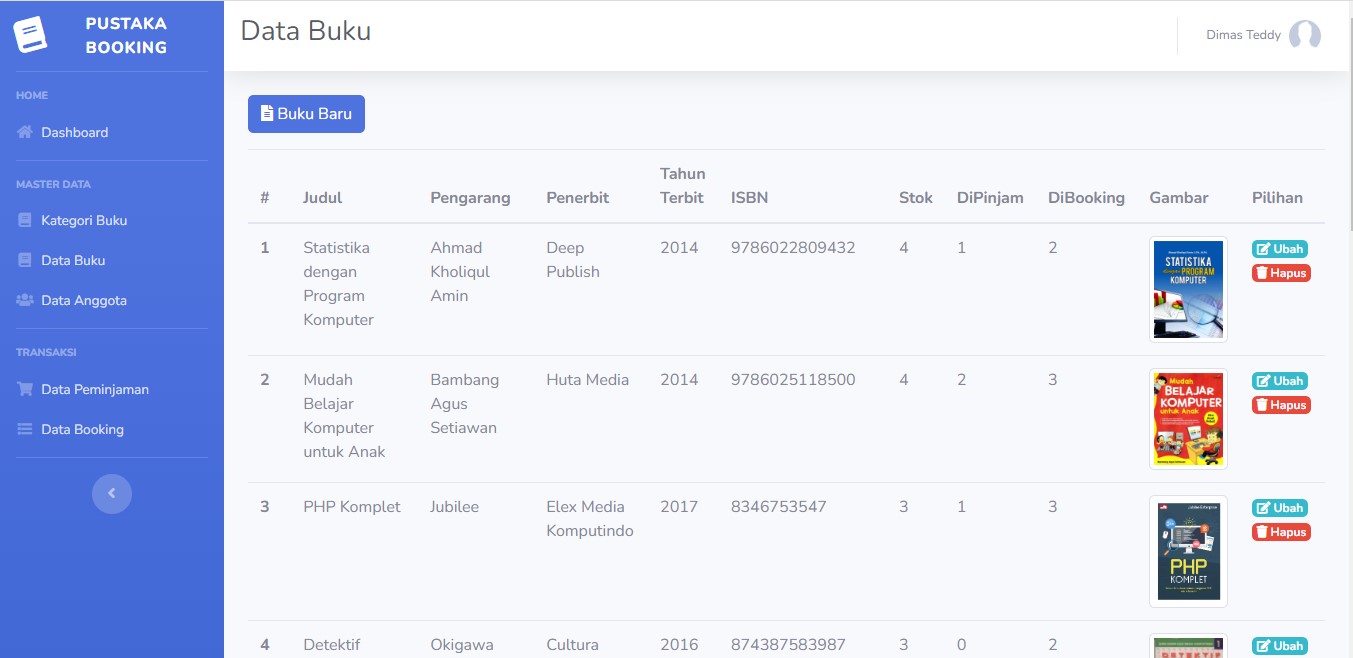 PUSTAKA
BOOKING
Data Buku
Dimas Teddy
HOME
Dashboard
MASTER DATA
Kategori Buku
Data Buku
Data Anggota
TRANSAKSI
Data Peminjaman
Data Booking
Buku Baru
# Judul Pengarang Penerbit Tahun Terbit ISBN Stok DiPinjam DiBooking Gambar Pilihan
1 Statistika Ahmad Deep 2014 9786022809432 4 1 2 Ubah
dengan Kholiqul Publish Hapus
Program Amin
Komputer
STATISTIKA
dengan PROGRAM
KOMPUTER
2 Mudah Bambang Huta Media 2014 9786025118500 4 2 3 Ubah
Belajar Agus Hapus
Komputer Setiawan
untuk Anak
Mudah
BELAJAR
KOMPUTER
untuk Anak
3 PHP Komplet Jubilee Elex Media 2017 8346753547 3 1 3 Ubah
Komputindo Hapus
PHP
KOMPLET
4 Detektif Okigawa Cultura 2016 874387583987 3 0 2 Ubah
DETEKTIF